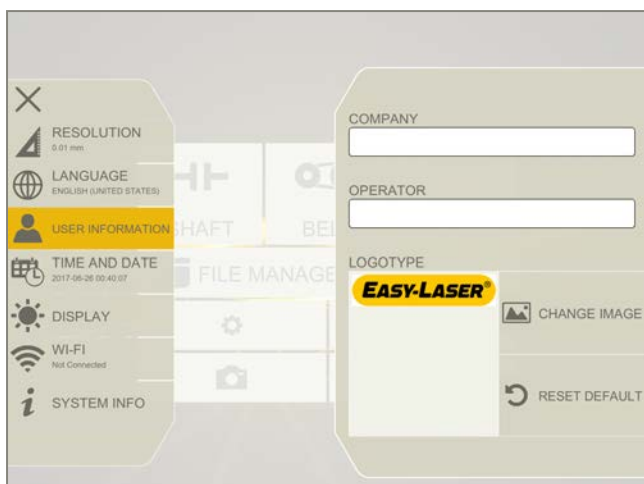 RESOLUTION
0.01 mm
LANGUAGE
ENGLISH (UNITED STATES)
USER INFORMATION
TIME AND DATE
2017-06-26 00:40:07
DISPLAY
WI-FI
Not Connected
SYSTEM INFO
SHAFT
BEL
FILE MANAGE
COMPANY
OPERATOR
LOGOTYPE
EASY-LASER®
CHANGE IMAGE
RESET DEFAULT